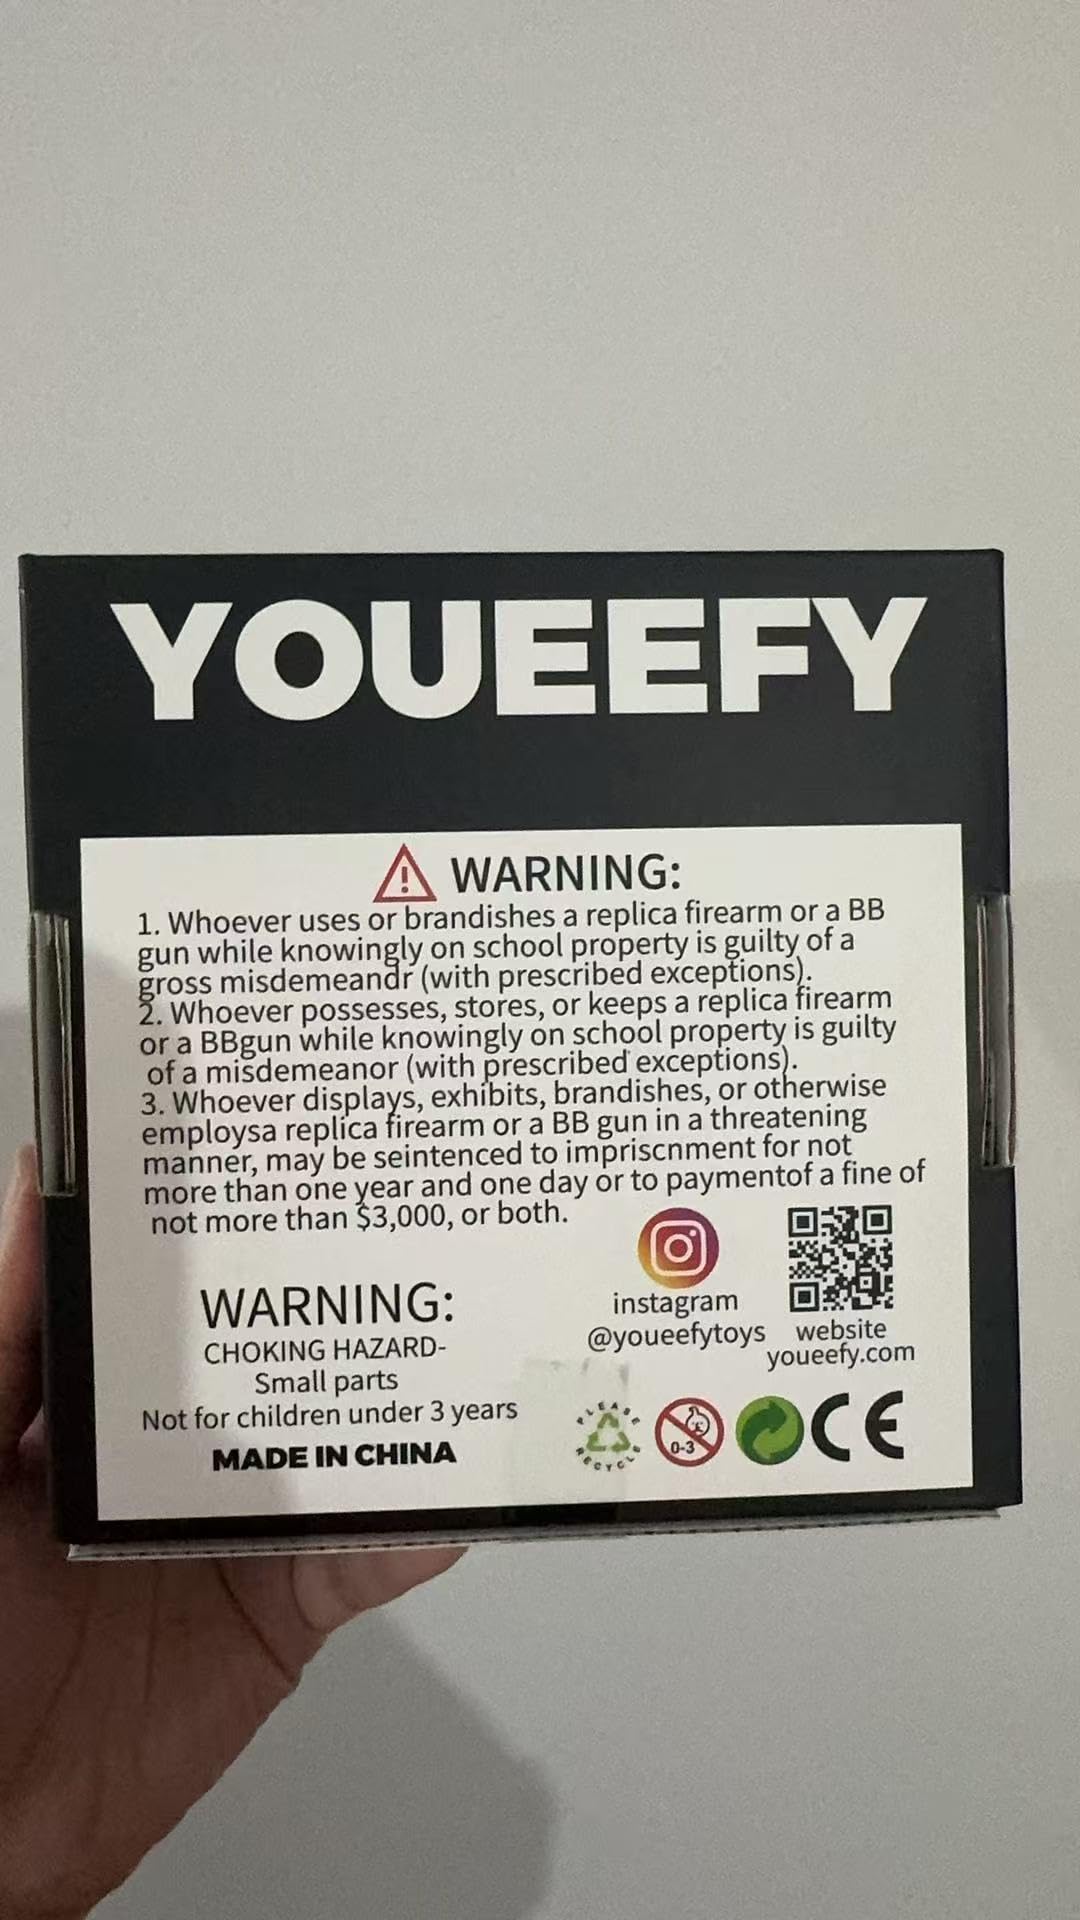 YOUEEFY
WARNING:
1. Whoever uses or brandishes a replica firearm or a BB
gun while knowingly on school property is guilty of a
gross misdemeandr (with prescribed exceptions).
2. Whoever possesses, stores, or keeps a replica firearm
or a BBgun while knowingly on school property is guilty
of a misdemeanor (with prescribed exceptions).
3. Whoever displays, exhibits, brandishes, or otherwise
employsa replica firearm or a BB gun in a threatening
manner, may be seintenced to impriscnment for not
more than one year and one day or to paymentof a fine of
not more than $3,000, or both.
WARNING:
CHOKING HAZARD-
Small parts
Not for children under 3 years
MADE IN CHINA
instagram
@youeefytoys
website
youeefy.com
PLEASE
RECYCLE
0-3
CE